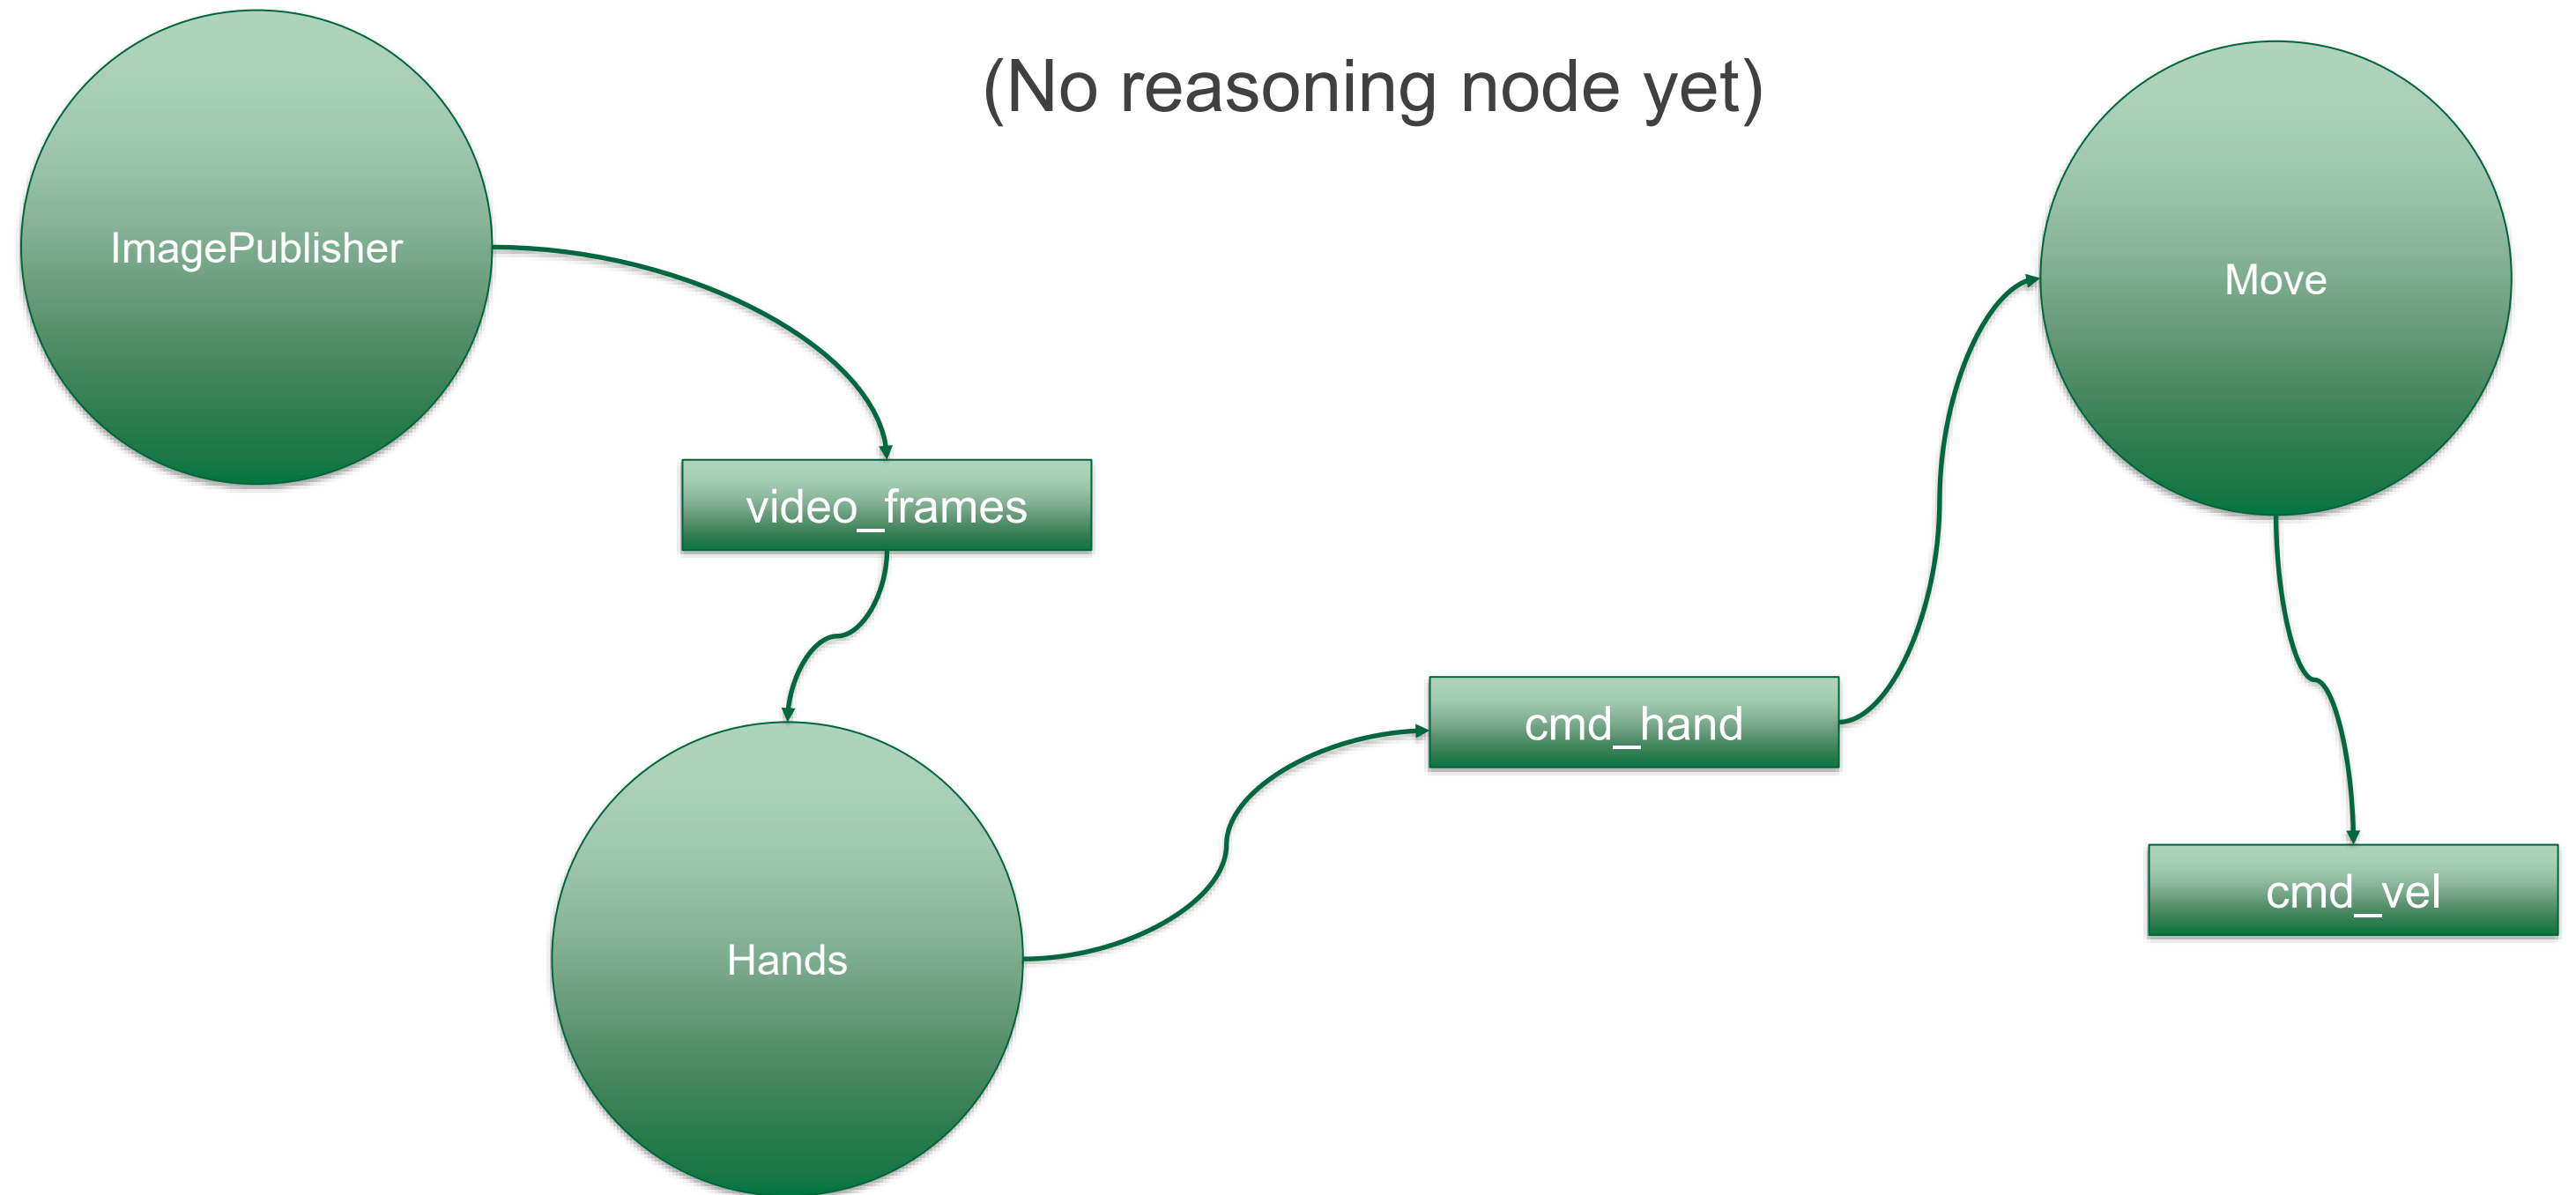 (No reasoning node yet)
ImagePublisher
Move
video_frames
cmd_hand
cmd_vel
Hands